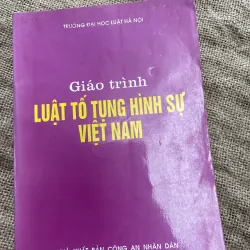 TRƯỜNG ĐẠI HỌC LUẬT HÀ NỘI
Giáo trình
LUẬT TỐ TỤNG HÌNH SỰ
VIỆT NAM
XUẤT BẢN CÔNG AN NHÂN DÂN